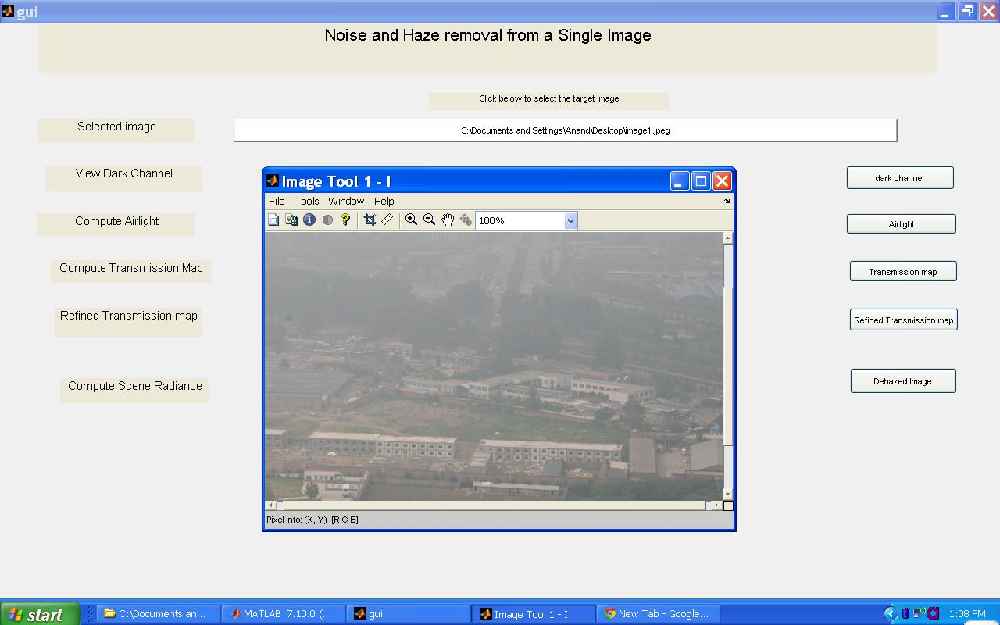 gui
Noise and Haze removal from a Single Image
Click below to select the target image
Selected image
C:\Documents and Settings\Anand\Desktop\image1.jpeg
View Dark Channel
dark channel
Compute Airlight
Airlight
Compute Transmission Map
Transmission map
Refined Transmission map
Refined Transmission map
Compute Scene Radiance
Dehazed Image
Image Tool 1 - I
File Tools Window Help
100%
Pixel info: (X, Y) [R G B]
start
C:\Documents an...
MATLAB 7.10.0 (...
gui
Image Tool 1 - I
New Tab - Google...
1:08 PM